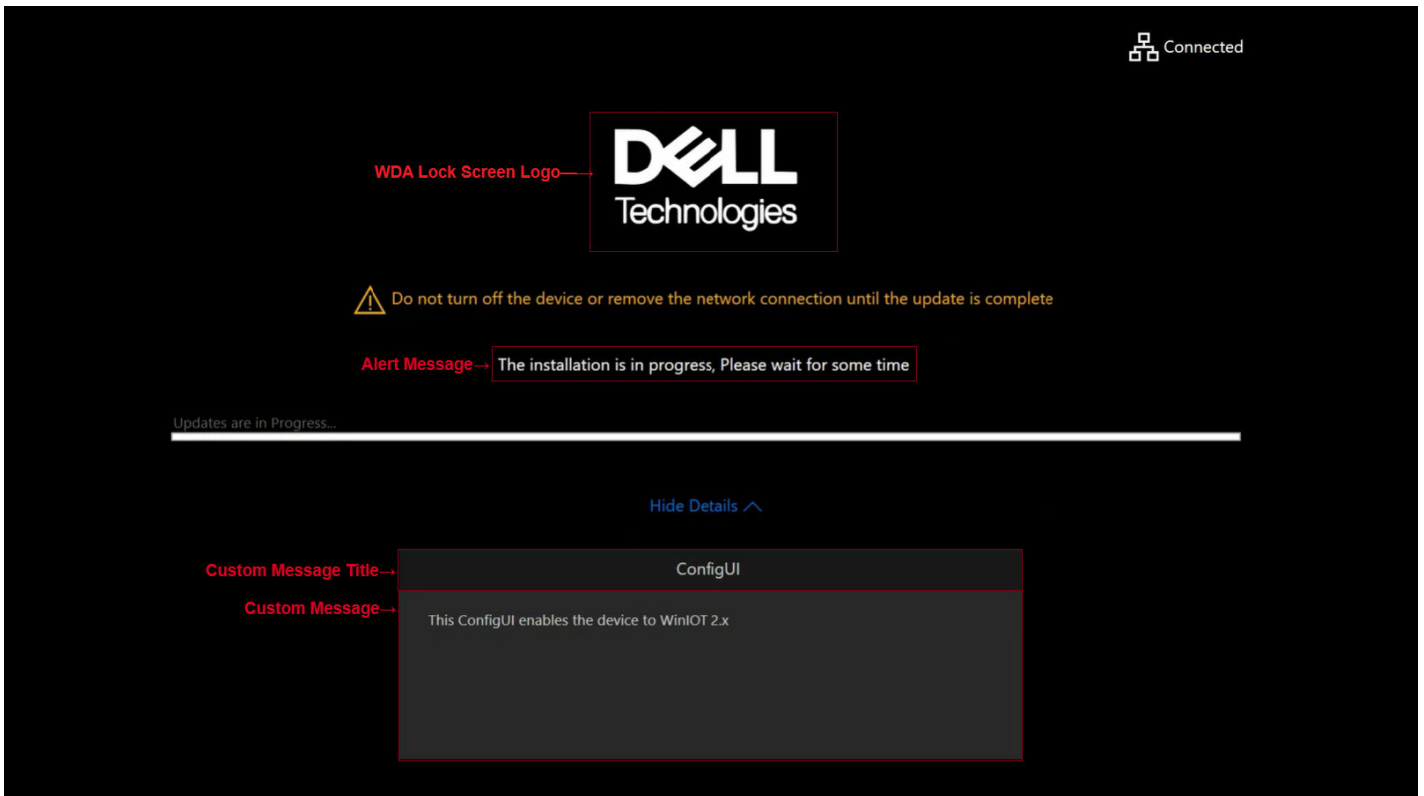 Connected
WDA Lock Screen Logo→
DELL
Technologies
Do not turn off the device or remove the network connection until the update is complete
Alert Message→ The installation is in progress, Please wait for some time
Updates are in Progress...
Hide Details
Custom Message Title→ ConfigUI
Custom Message→ This ConfigUI enables the device to WinIOT 2.x